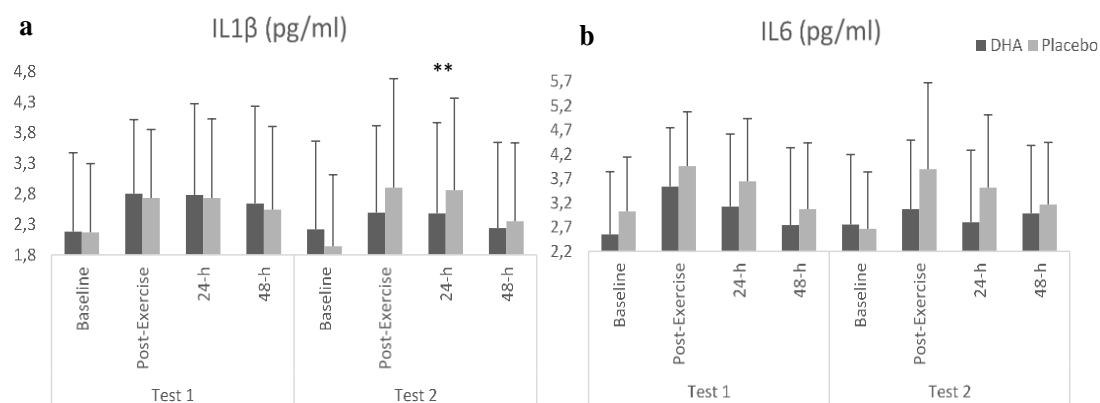 a
IL1β (pg/ml)
4,8
4,3
3,8
3,3
2,8
2,3
1,8
**
Baseline
Post-Exercise
24-h
48-h
Baseline
Post-Exercise
24-h
48-h
Test 1
Test 2
b
IL6 (pg/ml)
DHA
Placebo
5,7
5,2
4,7
4,2
3,7
3,2
2,7
2,2
Baseline
Post-Exercise
24-h
48-h
Baseline
Post-Exercise
24-h
48-h
Test 1
Test 2